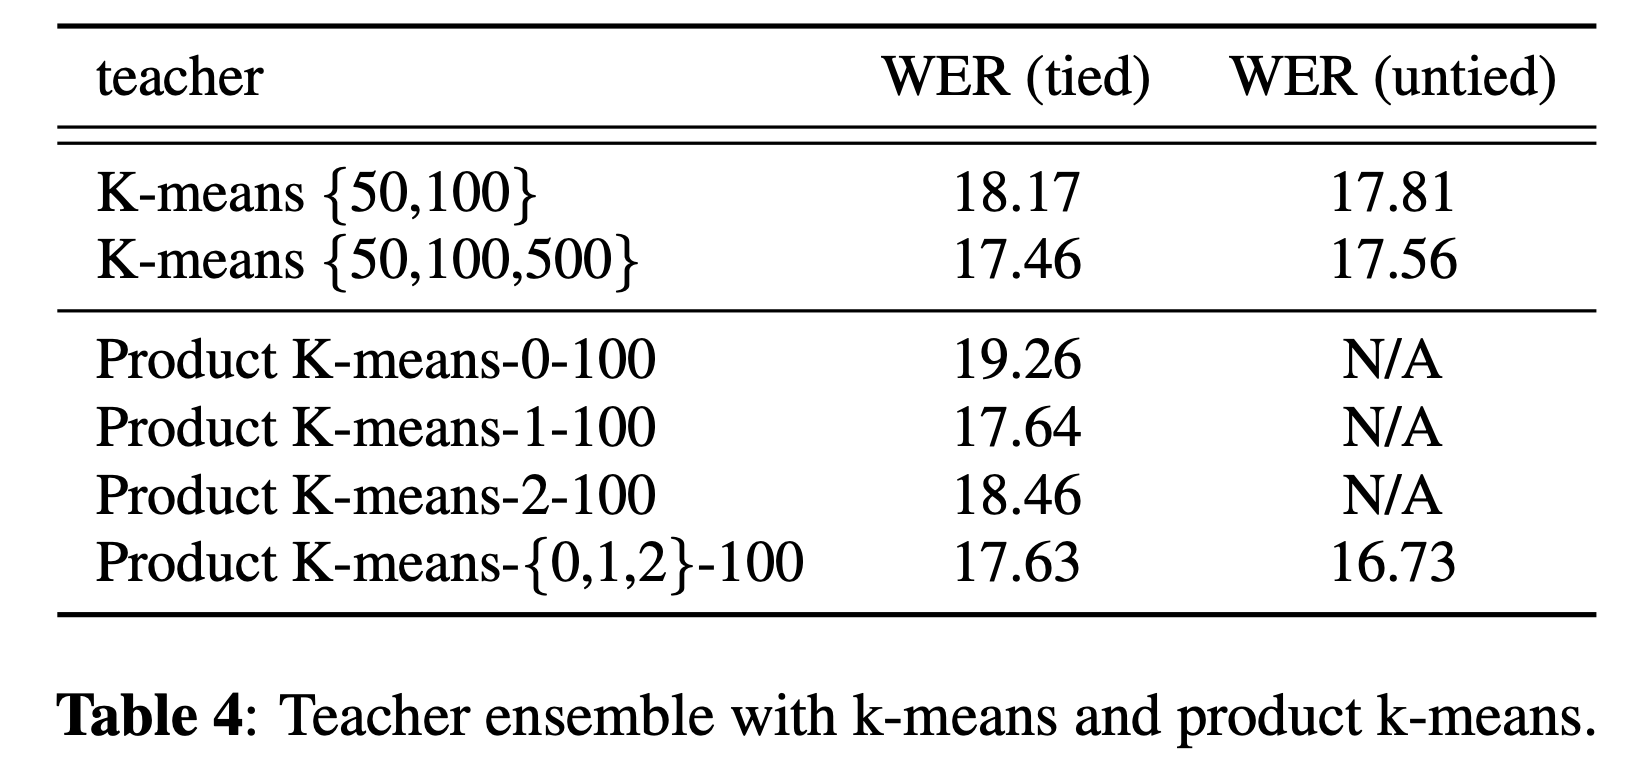 teacher WER (tied) WER (untied)
K-means {50,100} 18.17 17.81
K-means {50,100,500} 17.46 17.56
Product K-means-0-100 19.26 N/A
Product K-means-1-100 17.64 N/A
Product K-means-2-100 18.46 N/A
Product K-means-{0,1,2}-100 17.63 16.73
Table 4: Teacher ensemble with k-means and product k-means.